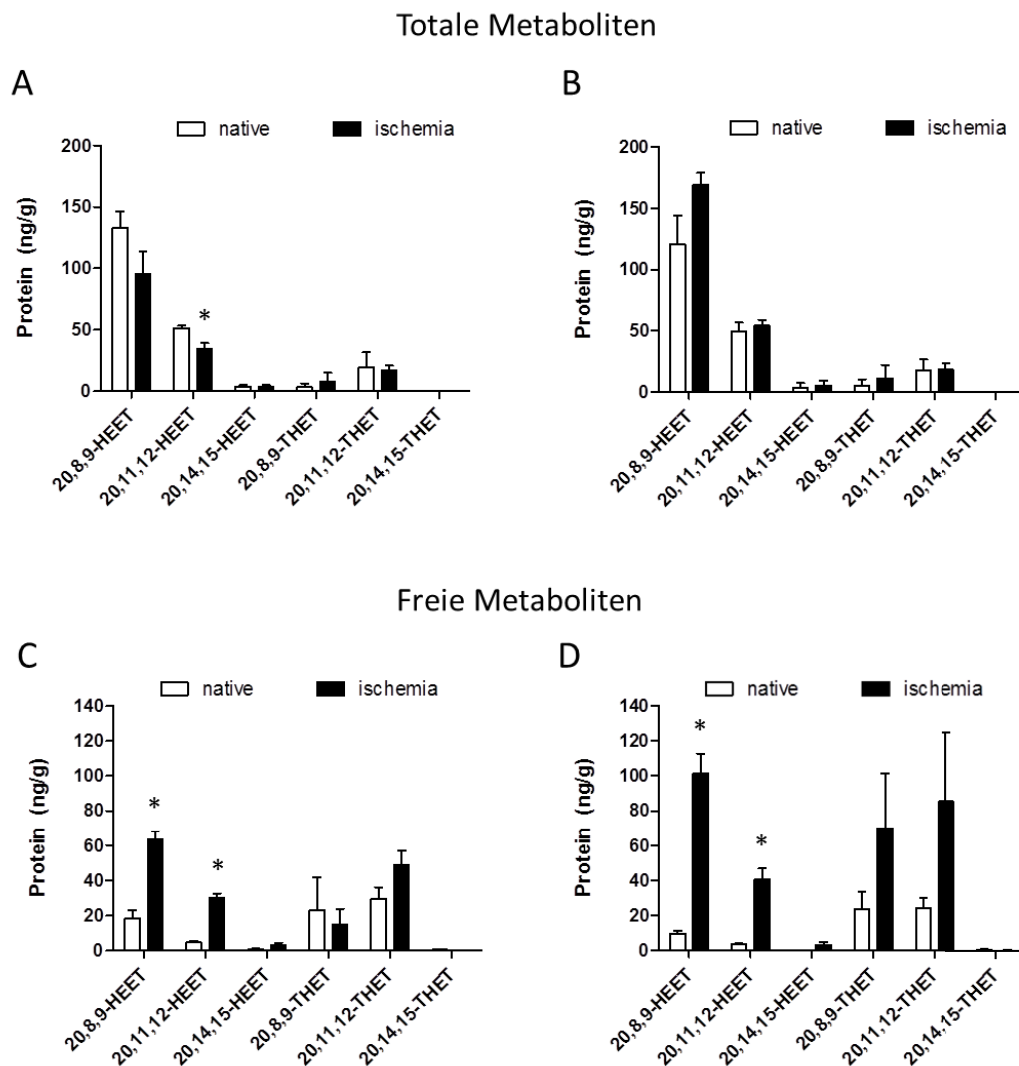 Totale Metaboliten
A
native ischemia
Protein (ng/g)
200
150
100
50
0
*
20,8,9-HEET
20,11,12-HEET
20,14,15-HEET
20,8,9-THET
20,11,12-THET
20,14,15-THET
B
native ischemia
Protein (ng/g)
200
150
100
50
0
20,8,9-HEET
20,11,12-HEET
20,14,15-HEET
20,8,9-THET
20,11,12-THET
20,14,15-THET
Freie Metaboliten
C
native ischemia
Protein (ng/g)
140
120
100
80
60
40
20
0
*
*
20,8,9-HEET
20,11,12-HEET
20,14,15-HEET
20,8,9-THET
20,11,12-THET
20,14,15-THET
D
native ischemia
Protein (ng/g)
140
120
100
80
60
40
20
0
*
*
20,8,9-HEET
20,11,12-HEET
20,14,15-HEET
20,8,9-THET
20,11,12-THET
20,14,15-THET